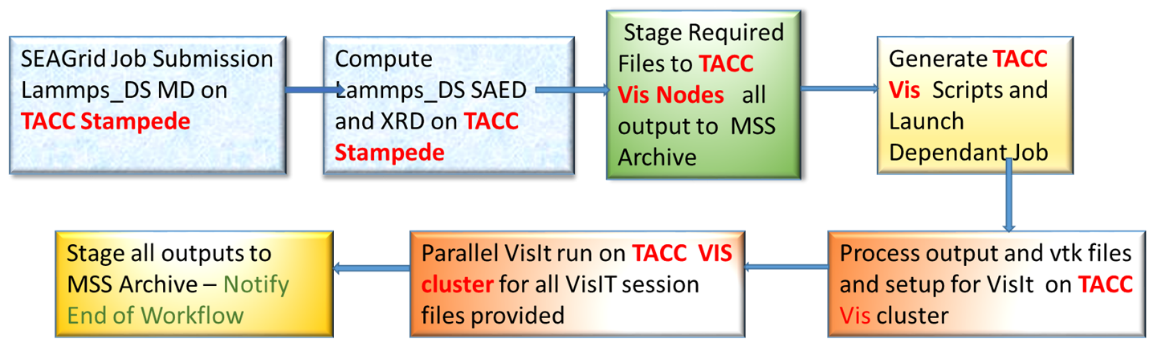 SEAGrid Job Submission
Lammps_DS MD on
TACC Stampede
Compute
Lammps_DS SAED
and XRD on TACC
Stampede
Stage Required
Files to TACC
Vis Nodes all
output to MSS
Archive
Generate TACC
Vis Scripts and
Launch
Dependant Job
Process output and vtk files
and setup for VisIt on TACC
Vis cluster
Parallel VisIt run on TACC VIS
cluster for all VisIT session
files provided
Stage all outputs to
MSS Archive – Notify
End of Workflow